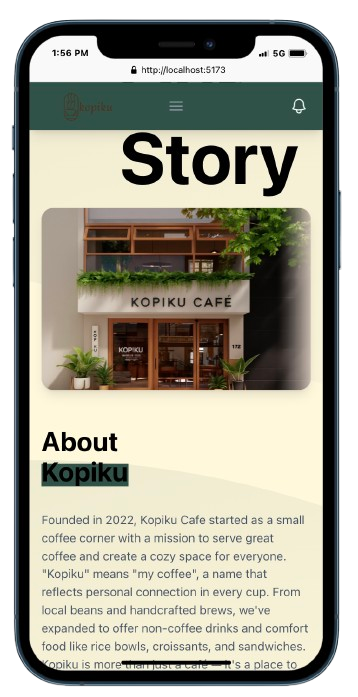 1:56 PM
5G
http://localhost:5173
kopiku
Story
KOPIKU CAFÉ
KOPIKU
172
About
Kopiku
Founded in 2022, Kopiku Cafe started as a small
coffee corner with a mission to serve great
coffee and create a cozy space for everyone.
"Kopiku" means "my coffee", a name that
reflects personal connection in every cup. From
local beans and handcrafted brews, we've
expanded to offer non-coffee drinks and comfort
food like rice bowls, croissants, and sandwiches.
Kopiku is more than just a café — it's a place to